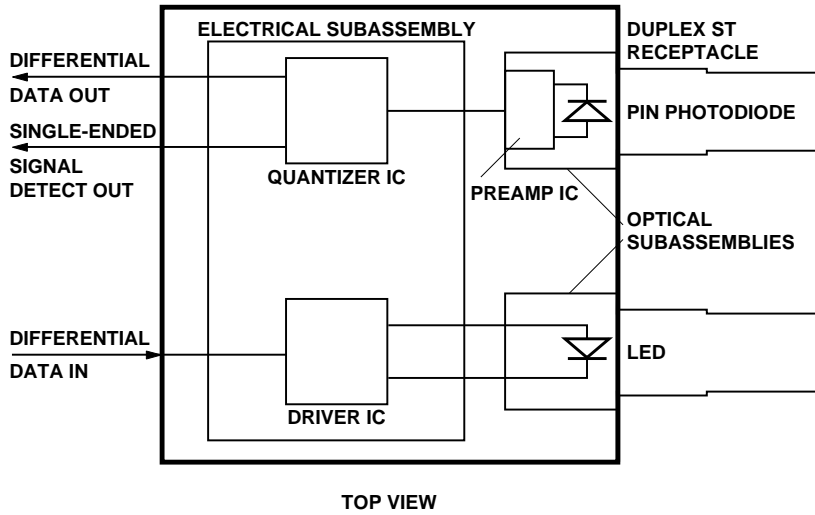 ELECTRICAL SUBASSEMBLY
DUPLEX ST
RECEPTACLE
DIFFERENTIAL
DATA OUT
PIN PHOTODIODE
SINGLE-ENDED
SIGNAL
DETECT OUT
QUANTIZER IC
PREAMP IC
OPTICAL
SUBASSEMBLIES
DIFFERENTIAL
DATA IN
LED
DRIVER IC
TOP VIEW